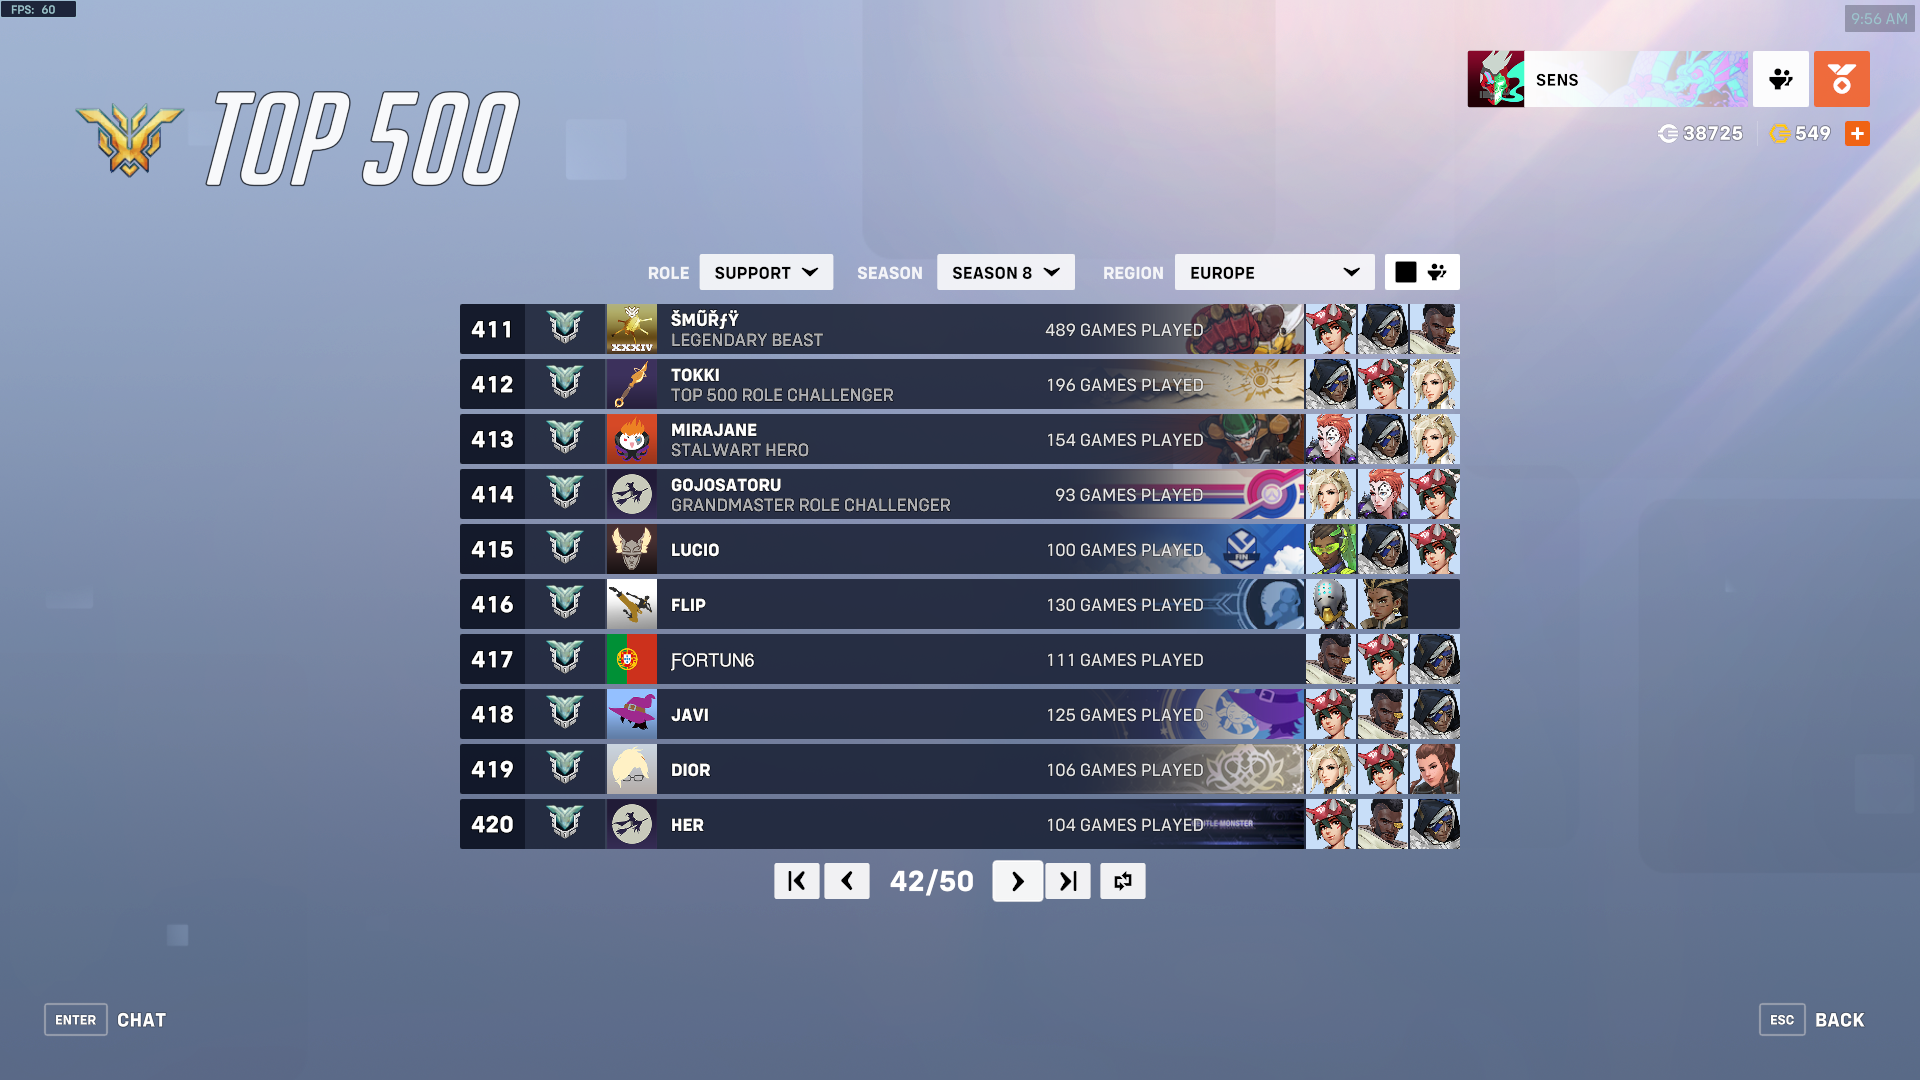 FPS: 60
9:56 AM
TOP 500
SENS
38725
549
ROLE SUPPORT SEASON SEASON 8 REGION EUROPE
411 ŠMŰŘƒŸ LEGENDARY BEAST 489 GAMES PLAYED
XXXIV
412 TOKKI TOP 500 ROLE CHALLENGER 196 GAMES PLAYED
413 MIRAJANE STALWART HERO 154 GAMES PLAYED
414 GOJOSATORU GRANDMASTER ROLE CHALLENGER 93 GAMES PLAYED
415 LUCIO 100 GAMES PLAYED
FIN
416 FLIP 130 GAMES PLAYED
417 ƑORTUN6 111 GAMES PLAYED
418 JAVI 125 GAMES PLAYED
419 DIOR 106 GAMES PLAYED
420 HER 104 GAMES PLAYED
MONSTER
42/50
ENTER CHAT
ESC BACK